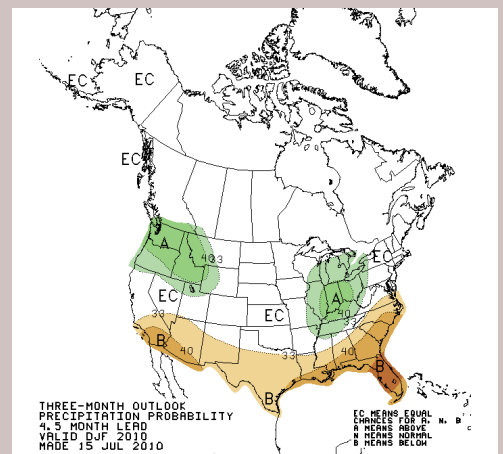 EC
EC
EC
A
40
33
EC
A
EC
33
EC
40
33
B
40
33
40
B
B
THREE-MONTH OUTLOOK
PRECIPITATION PROBABILITY
4.5 MONTH LEAD
VALID DJF 2010
MADE 15 JUL 2010
EC MEANS EQUAL
CHANCES FOR A, N, B
A MEANS ABOVE
N MEANS NORMAL
B MEANS BELOW